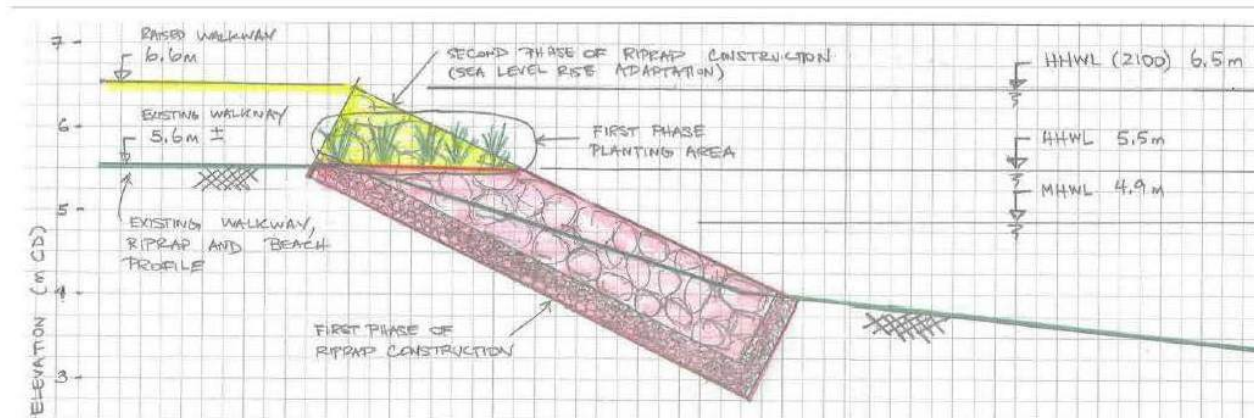 7
RAISED WALKWAY
6.6m
SECOND PHASE OF RIPRAP CONSTRUCTION
(SEA LEVEL RISE ADAPTATION)
HHWL (2100) 6.5m
6
EXISTING WALKWAY
5.6m ±
FIRST PHASE
PLANTING AREA
HHWL 5.5m
MHWL 4.9m
5
EXISTING WALKWAY,
RIPRAP AND BEACH
PROFILE
4
FIRST PHASE OF
RIPRAP CONSTRUCTION
3
ELEVATION (m CD)